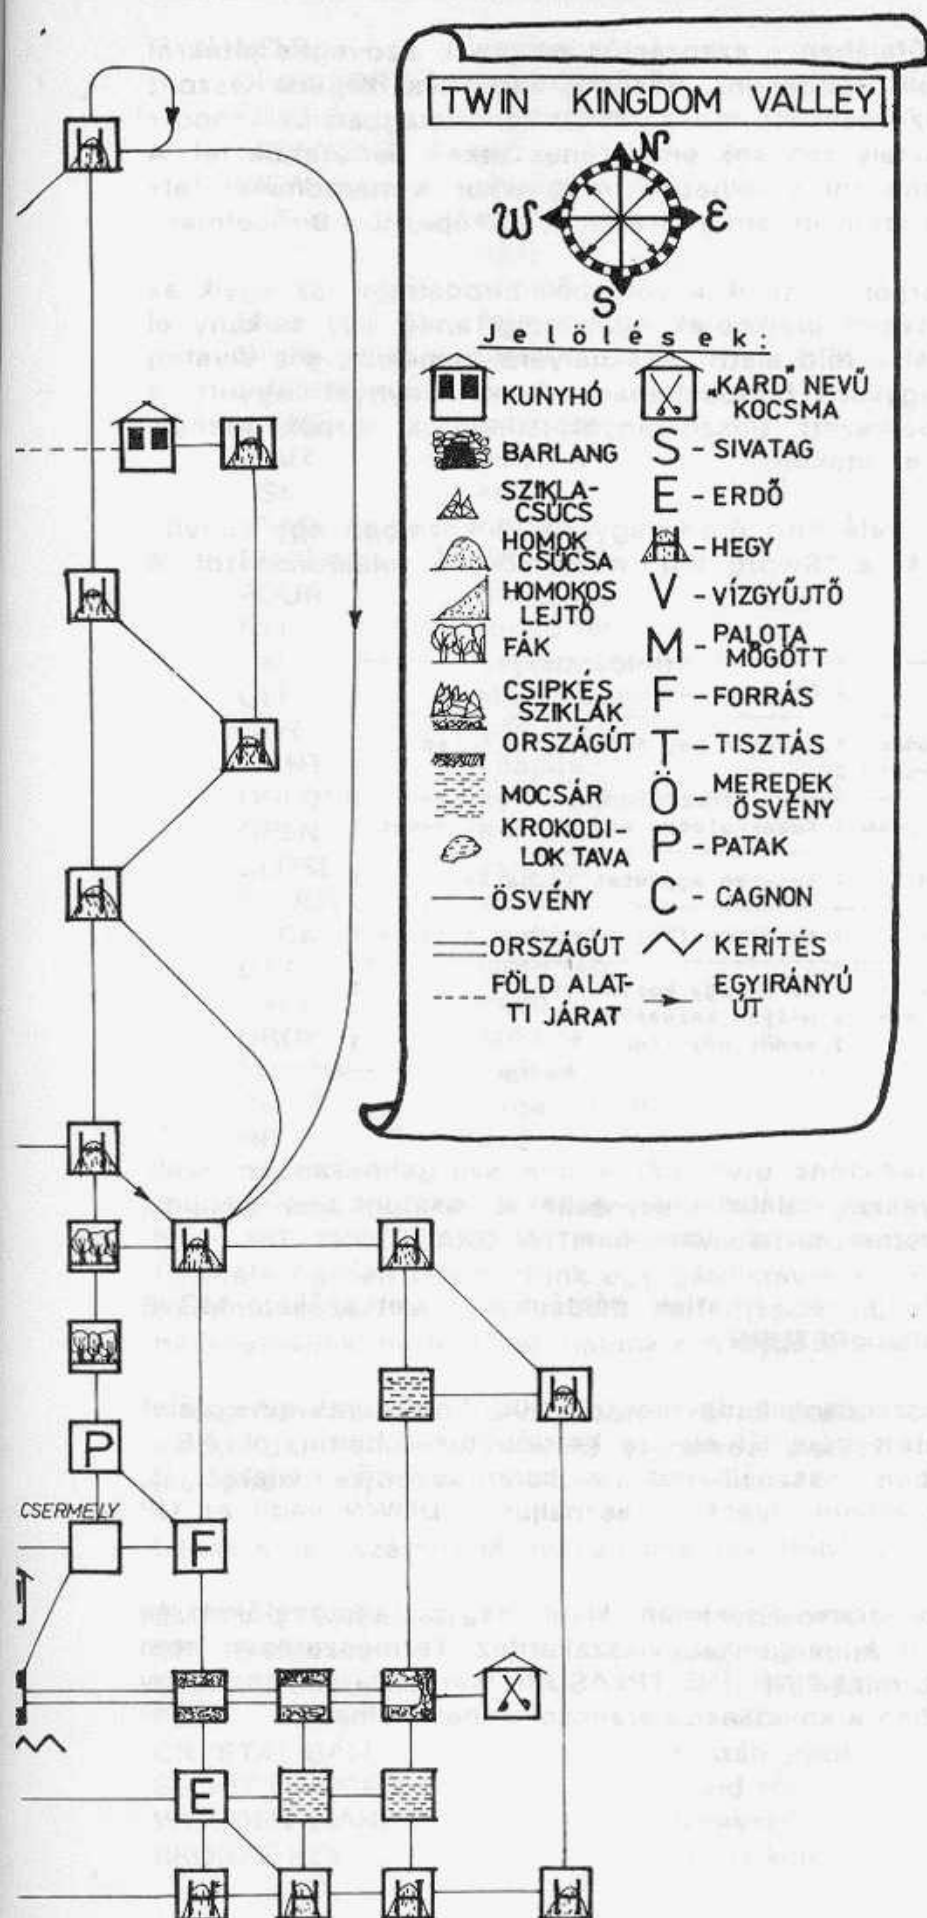 TWIN KINGDOM VALLEY
N
W
E
S
Jelölések:
KUNYHÓ
BARLANG
SZIKLA-
CSÚCS
HOMOK
CSÚCSA
HOMOKOS
LEJTŐ
FÁK
CSIPKÉS
SZIKLÁK
ORSZÁGÚT
MOCSÁR
KROKODI-
LOK TAVA
ÖSVÉNY
ORSZÁGÚT
FÖLD ALAT-
TI JÁRAT
„KARD" NEVŰ
KOCSMA
S - SIVATAG
E - ERDŐ
- HEGY
V - VÍZGYŰJTŐ
M - PALOTA
MÖGÖTT
F - FORRÁS
T - TISZTÁS
Ö - MEREDEK
ÖSVÉNY
P - PATAK
C - CAGNON
KERÍTÉS
EGYIRÁNYÚ
ÚT
P
CSERMELY
F
E